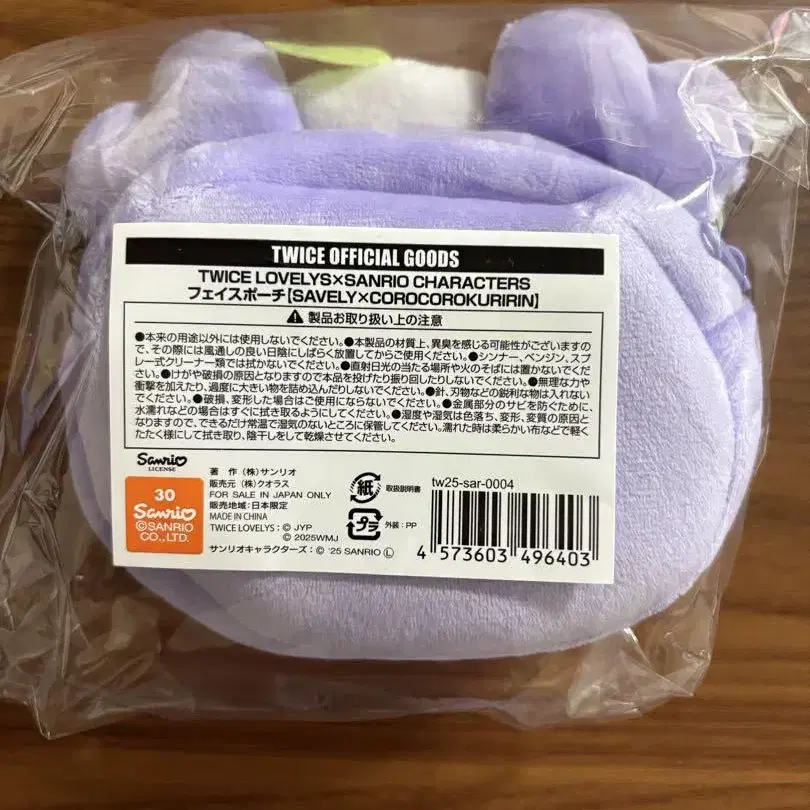 TWICE OFFICIAL GOODS
TWICE LOVELYS×SANRIO CHARACTERS
フェイスポーチ【SAVELY×COROCOROKURIRIN】
⚠ 製品お取り扱い上の注意
●本来の用途以外には使用しないでください。●本製品の材質上、異臭を感じる可能性がございますの
で、その際には風通しの良い日陰にしばらく放置してからご使用ください。●シンナー、ベンジン、スプ
レー式クリーナー類では拭かないでください。●直射日光の当たる場所や火のそばには置かないでくだ
さい。●けがや破損の原因となりますので本品を投げたり振り回したりしないでください。●無理な力や
衝撃を加えたり、過度に大きい物を詰め込んだりしないでください。●針、刃物などの鋭利な物は入れない
でください。●破損、変形した場合はご使用にならないでください。●金属部分のサビを防ぐために、
水濡れなどの場合はすぐに拭き取るようにしてください。●湿度や湿気は色落ち、変形、変質の原因と
なりますので、できるだけ常温で湿気のないところに保管してください。濡れた時は柔らかい布などで軽く
たたく様にして拭き取り、陰干しをして乾燥させてください。
Sanrio
LICENSE
30
Sanrio
©SANRIO
CO.,LTD.
著 作 (株)サンリオ
販売元 (株)クオラス
FOR SALE IN JAPAN ONLY
販売地域:日本限定
MADE IN CHINA
TWICE LOVELYS:© JYP
© 2025WMJ
サンリオキャラクターズ:© '25 SANRIO Ⓛ
紙
取扱説明書
プラ
外装:PP
tw25-sar-0004
4 573603 496403